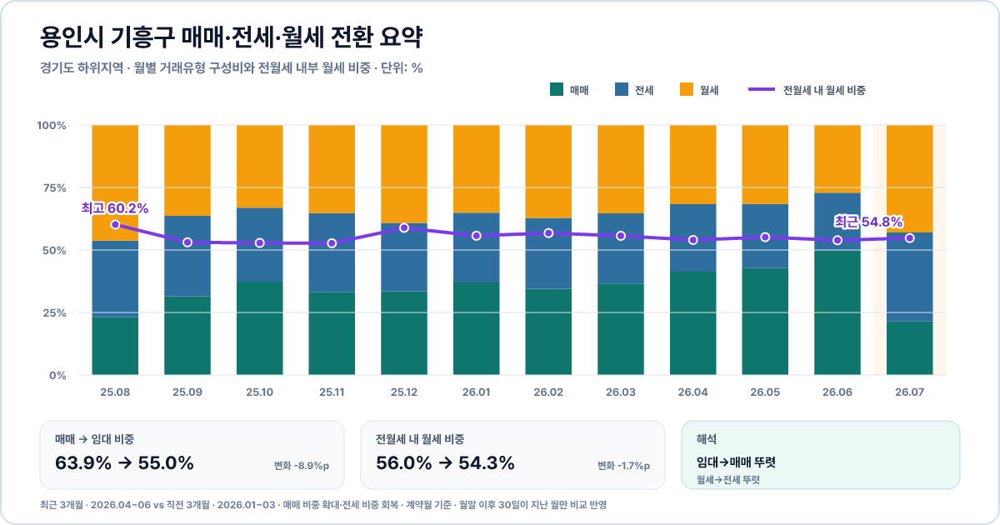 용인시 기흥구 매매·전세·월세 전환 요약
경기도 하위지역 · 월별 거래유형 구성비와 전월세 내부 월세 비중 · 단위: %
매매 전세 월세 전월세 내 월세 비중
100%
75%
50%
25%
0%
최고 60.2%
최근 54.8%
25.08 25.09 25.10 25.11 25.12 26.01 26.02 26.03 26.04 26.05 26.06 26.07
매매 → 임대 비중
63.9% → 55.0%
변화 -8.9%p
전월세 내 월세 비중
56.0% → 54.3%
변화 -1.7%p
해석
임대→매매 뚜렷
월세→전세 뚜렷
최근 3개월 · 2026.04~06 vs 직전 3개월 · 2026.01~03 · 매매 비중 확대·전세 비중 회복 · 계약월 기준 · 월말 이후 30일이 지난 월만 비교 반영